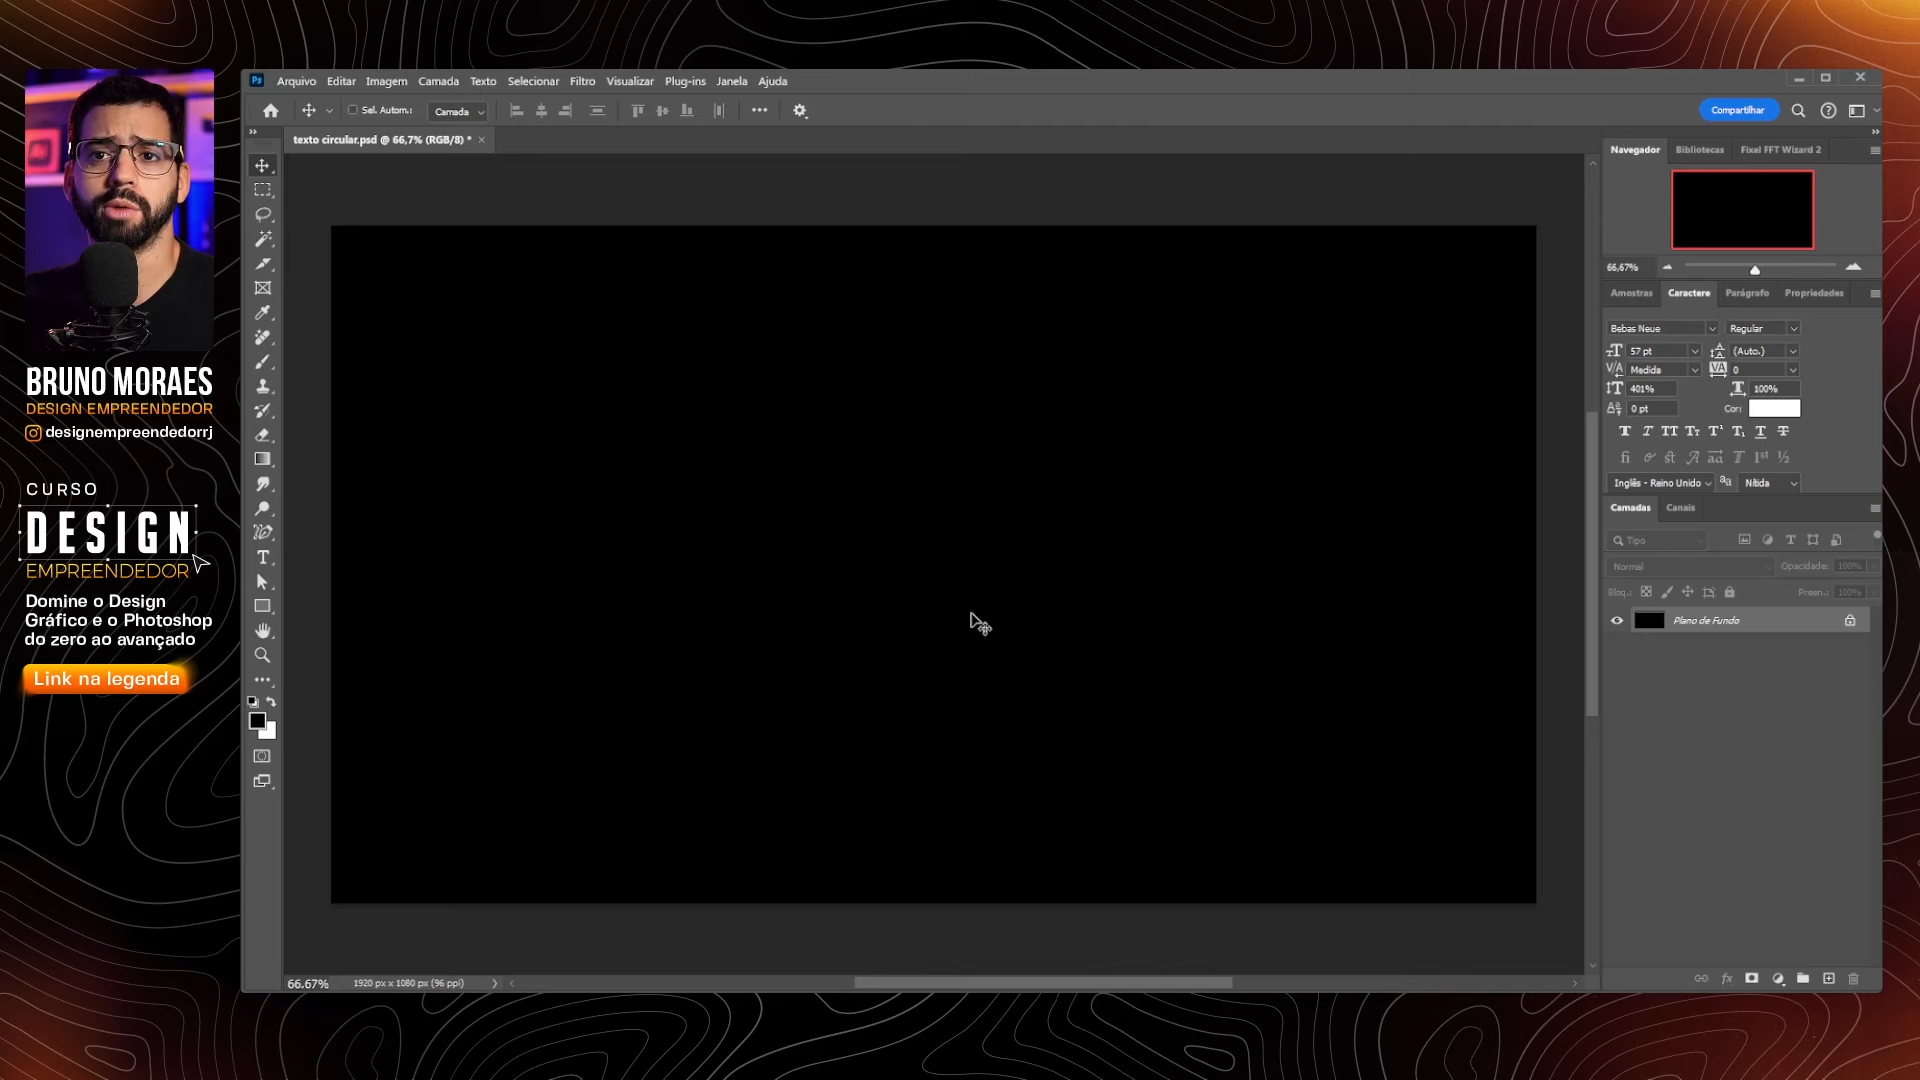 Ps Arquivo Editar Imagem Camada Texto Selecionar Filtro Visualizar Plug-ins Janela Ajuda
Sel. Autom.: Camada
Compartilhar
texto circular.psd @ 66,7% (RGB/8) *
Navegador Bibliotecas Fixel FFT Wizard 2
66,67%
Amostras Caractere Parágrafo Propriedades
Bebas Neue Regular
57 pt (Auto.)
Medida 0
401% 100%
0 pt Cor:
Inglês - Reino Unido aa Nítida
Camadas Canais
Tipo
Normal Opacidade: 100%
Bloq.: Preen.: 100%
Plano de Fundo
66.67% 1920 px x 1080 px (96 ppi)
BRUNO MORAES
DESIGN EMPREENDEDOR
designempreendedorrj
CURSO
DESIGN
EMPREENDEDOR
Domine o Design
Gráfico e o Photoshop
do zero ao avançado
Link na legenda